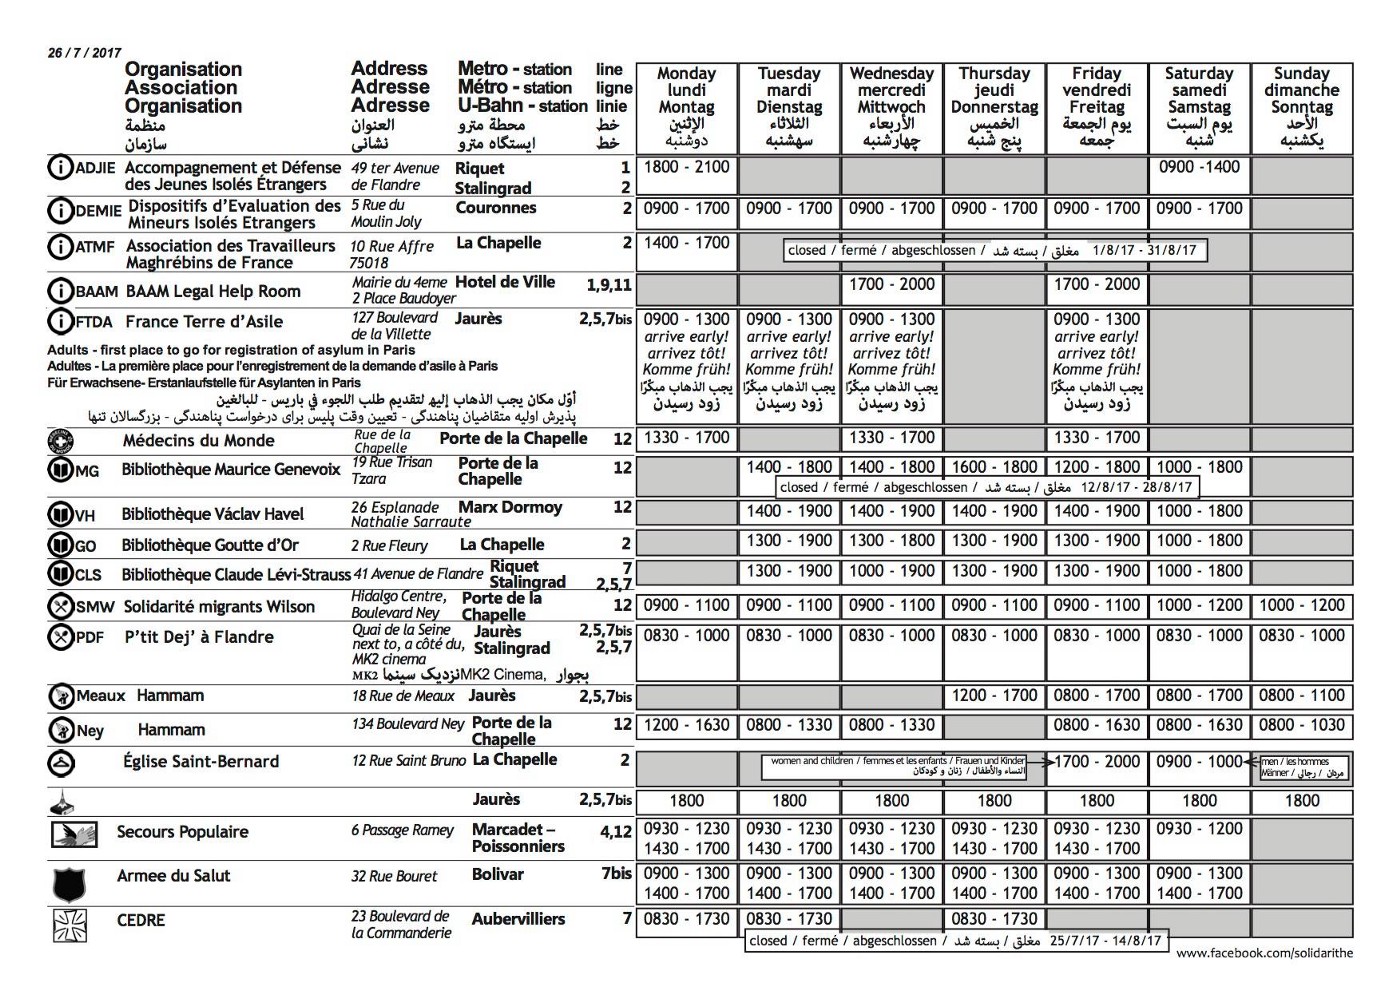 26 / 7 / 2017
Organisation Address Metro - station line Monday Tuesday Wednesday Thursday Friday Saturday Sunday
Association Adresse Métro - station ligne lundi mardi mercredi jeudi vendredi samedi dimanche
Organisation Adresse U-Bahn - station linie Montag Dienstag Mittwoch Donnerstag Freitag Samstag Sonntag
منظمة العنوان محطة مترو خط الإثنين الثلاثاء الأربعاء الخميس يوم الجمعة يوم السبت الأحد
سازمان نشانی ایستگاه مترو خط دوشنبه سهشنبه چهارشنبه پنج شنبه جمعه شنبه یکشنبه
i ADJIE Accompagnement et Défense 49 ter Avenue Riquet 1 1800 - 2100 0900 -1400
des Jeunes Isolés Étrangers de Flandre Stalingrad 2
i DEMIE Dispositifs d'Evaluation des 5 Rue du Couronnes 2 0900 - 1700 0900 - 1700 0900 - 1700 0900 - 1700 0900 - 1700 0900 - 1700
Mineurs Isolés Etrangers Moulin Joly
i ATMF Association des Travailleurs 10 Rue Affre La Chapelle 2 1400 - 1700 closed / fermé / abgeschlossen / مغلق / بسته شد 1/8/17 - 31/8/17
Maghrébins de France 75018
i BAAM BAAM Legal Help Room Mairie du 4eme Hotel de Ville 1,9,11 1700 - 2000 1700 - 2000
2 Place Baudoyer
i FTDA France Terre d'Asile 127 Boulevard Jaurès 2,5,7bis 0900 - 1300 0900 - 1300 0900 - 1300 0900 - 1300
de la Villette arrive early! arrive early! arrive early! arrive early!
Adults - first place to go for registration of asylum in Paris arrivez tôt! arrivez tôt! arrivez tôt! arrivez tôt!
Adultes - La première place pour l'enregistrement de la demande d'asile à Paris Komme früh! Komme früh! Komme früh! Komme früh!
Für Erwachsene- Erstanlaufstelle für Asylanten in Paris يجب الذهاب مبكّرًا يجب الذهاب مبكّرًا يجب الذهاب مبكّرًا يجب الذهاب مبكّرًا
أوّل مكان يجب الذهاب إليه لتقديم طلب اللجوء في باريس - للبالغين زود رسیدن زود رسیدن زود رسیدن زود رسیدن
پذیرش اولیه متقاضیان پناهندگی - تعیین وقت پلیس برای درخواست پناهندگی - بزرگسالان تنها
Médecins du Monde Rue de la Chapelle Porte de la Chapelle 12 1330 - 1700 1330 - 1700 1330 - 1700
MG Bibliothèque Maurice Genevoix 19 Rue Trisan Porte de la 12 1400 - 1800 1400 - 1800 1600 - 1800 1200 - 1800 1000 - 1800
Tzara Chapelle closed / fermé / abgeschlossen / مغلق / بسته شد 12/8/17 - 28/8/17
VH Bibliothèque Václav Havel 26 Esplanade Marx Dormoy 12 1400 - 1900 1400 - 1900 1400 - 1900 1400 - 1900 1000 - 1800
Nathalie Sarraute
GO Bibliothèque Goutte d'Or 2 Rue Fleury La Chapelle 2 1300 - 1900 1300 - 1800 1300 - 1900 1300 - 1900 1000 - 1800
CLS Bibliothèque Claude Lévi-Strauss 41 Avenue de Flandre Riquet 7 1300 - 1900 1000 - 1900 1300 - 1900 1300 - 1900 1000 - 1800
Stalingrad 2,5,7
SMW Solidarité migrants Wilson Hidalgo Centre, Porte de la 12 0900 - 1100 0900 - 1100 0900 - 1100 0900 - 1100 0900 - 1100 1000 - 1200 1000 - 1200
Boulevard Ney Chapelle
PDF P'tit Dej' à Flandre Quai de la Seine Jaurès 2,5,7bis 0830 - 1000 0830 - 1000 0830 - 1000 0830 - 1000 0830 - 1000 0830 - 1000 0830 - 1000
next to, a côté du, Stalingrad 2,5,7
MK2 cinema
MK2 نزدیک سینما MK2 Cinema, بجوار
Meaux Hammam 18 Rue de Meaux Jaurès 2,5,7bis 1200 - 1700 0800 - 1700 0800 - 1700 0800 - 1100
Ney Hammam 134 Boulevard Ney Porte de la 12 1200 - 1630 0800 - 1330 0800 - 1330 0800 - 1630 0800 - 1630 0800 - 1030
Chapelle
Église Saint-Bernard 12 Rue Saint Bruno La Chapelle 2 women and children / femmes et les enfants / Frauen und Kinder 1700 - 2000 0900 - 1000 men / les hommes
النساء والأطفال / زنان و کودکان Männer / رجالي / مردان
Jaurès 2,5,7bis 1800 1800 1800 1800 1800 1800 1800
Secours Populaire 6 Passage Ramey Marcadet – 4,12 0930 - 1230 0930 - 1230 0930 - 1230 0930 - 1230 0930 - 1230 0930 - 1200
Poissonniers 1430 - 1700 1430 - 1700 1430 - 1700 1430 - 1700 1430 - 1700
Armee du Salut 32 Rue Bouret Bolivar 7bis 0900 - 1300 0900 - 1300 0900 - 1300 0900 - 1300 0900 - 1300
1400 - 1700 1400 - 1700 1400 - 1700 1400 - 1700 1400 - 1700
CEDRE 23 Boulevard de Aubervilliers 7 0830 - 1730 0830 - 1730 0830 - 1730
la Commanderie closed / fermé / abgeschlossen / مغلق / بسته شد 25/7/17 - 14/8/17
www.facebook.com/solidarithe